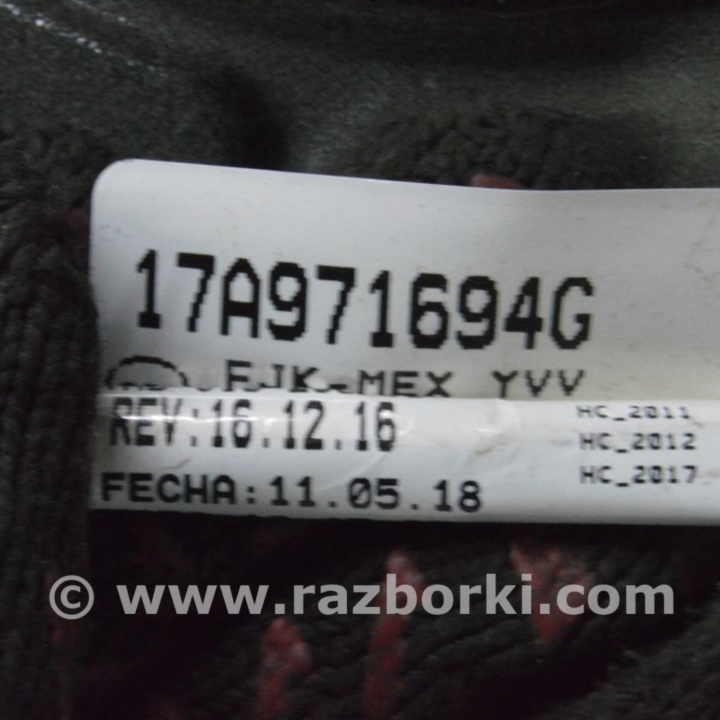 17A971694G
FJK-MEX YVV
REV:16.12.16
HC_2011
HC_2012
HC_2017
FECHA:11.05.18
© www.razborki.com